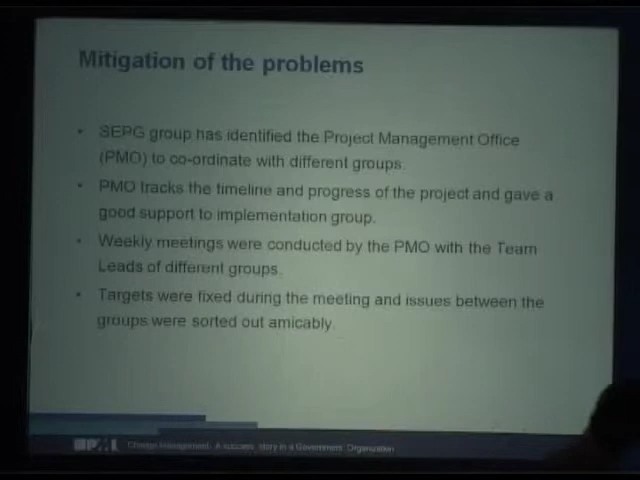 Mitigation of the problems
• SEPG group has identified the Project Management Office
(PMO) to co-ordinate with different groups.
• PMO tracks the timeline and progress of the project and gave a
good support to implementation group.
• Weekly meetings were conducted by the PMO with the Team
Leads of different groups.
• Targets were fixed during the meeting and issues between the
groups were sorted out amicably.
Management: A success story in a Government Organization